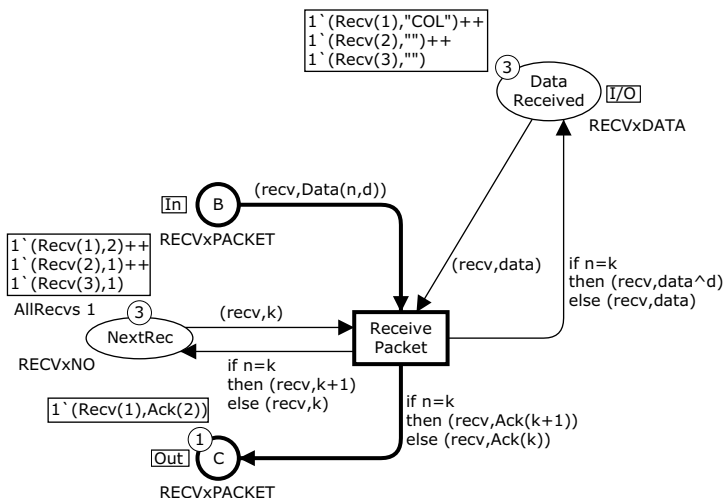 1`(Recv(1),"COL")++
1`(Recv(2),"")++
1`(Recv(3),"")
3
Data
Received
I/O
RECVxDATA
In
B
(recv,Data(n,d))
RECVxPACKET
1`(Recv(1),2)++
1`(Recv(2),1)++
1`(Recv(3),1)
AllRecvs 1
3
NextRec
RECVxNO
(recv,k)
(recv,data)
if n=k
then (recv,data^d)
else (recv,data)
Receive
Packet
if n=k
then (recv,k+1)
else (recv,k)
1`(Recv(1),Ack(2))
if n=k
then (recv,Ack(k+1))
else (recv,Ack(k))
1
Out
C
RECVxPACKET